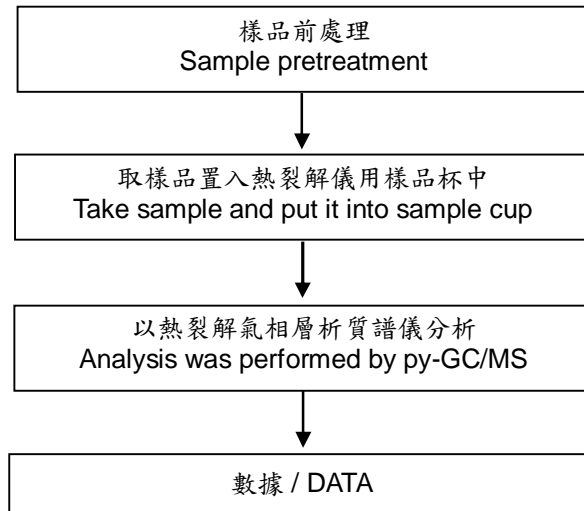 樣品前處理
Sample pretreatment
取樣品置入熱裂解儀用樣品杯中
Take sample and put it into sample cup
以熱裂解氣相層析質譜儀分析
Analysis was performed by py-GC/MS
數據 / DATA